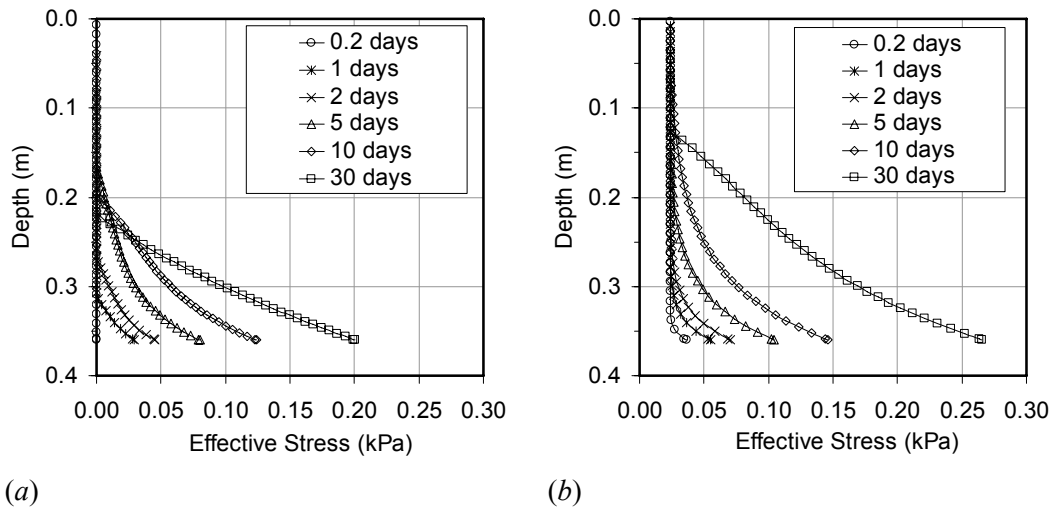 0.0
0.1
0.2
0.3
0.4
Depth (m)
0.2 days
1 days
2 days
5 days
10 days
30 days
0.00 0.05 0.10 0.15 0.20 0.25 0.30
Effective Stress (kPa)
(a)
0.0
0.1
0.2
0.3
0.4
Depth (m)
0.2 days
1 days
2 days
5 days
10 days
30 days
0.00 0.05 0.10 0.15 0.20 0.25 0.30
Effective Stress (kPa)
(b)